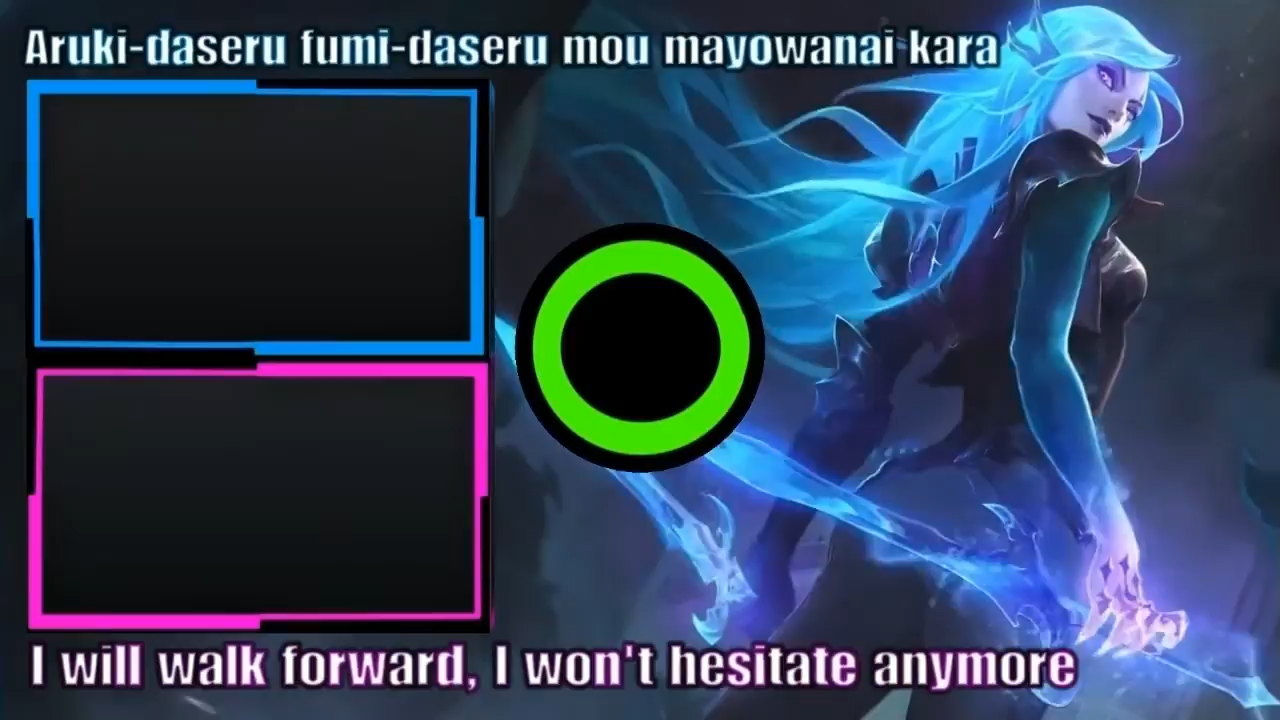 Aruki-daseru fumi-daseru mou mayowanai kara
I will walk forward, I won't hesitate anymore